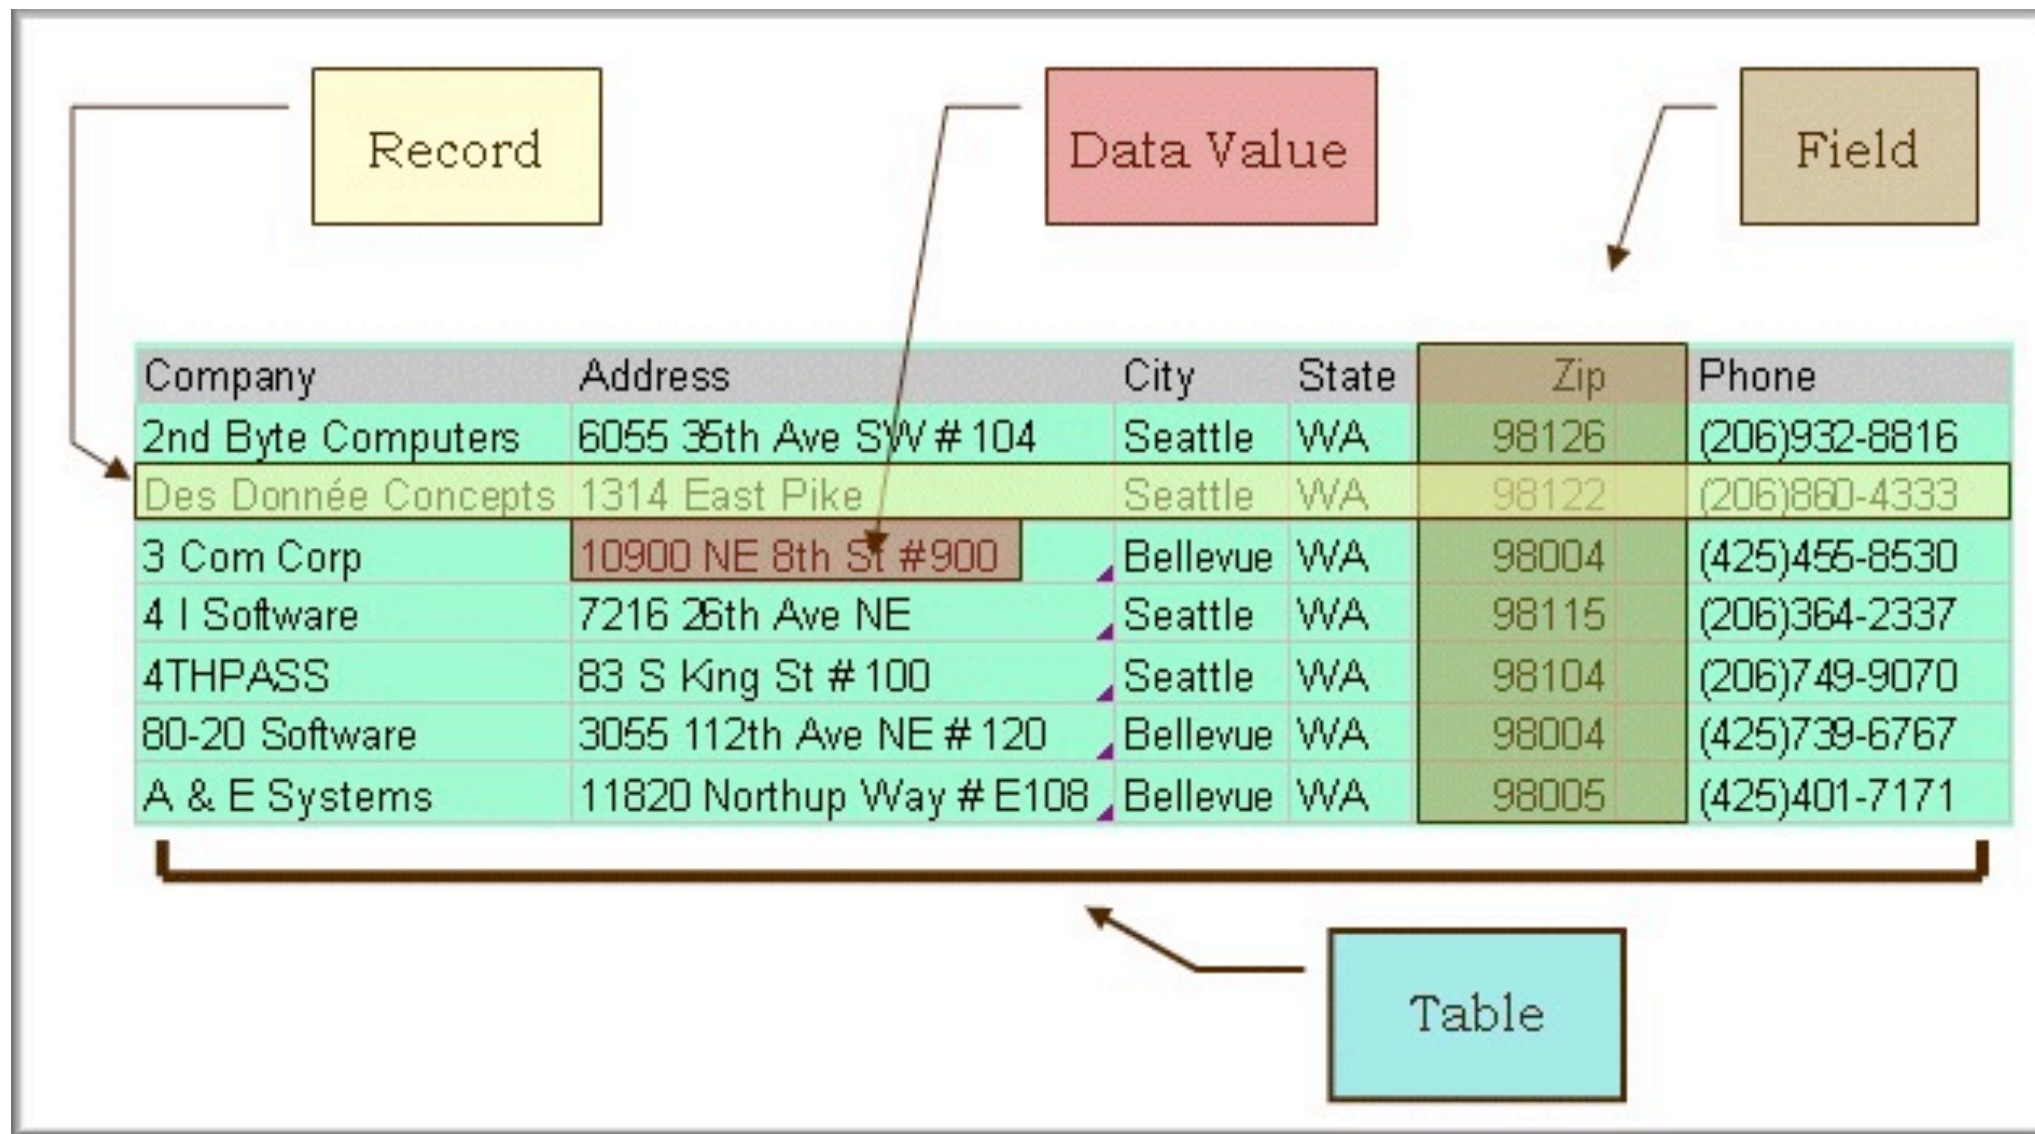 Record
Data Value
Field
Company Address City State Zip Phone
2nd Byte Computers 6055 35th Ave SW # 104 Seattle WA 98126 (206)932-8816
Des Donnée Concepts 1314 East Pike Seattle WA 98122 (206)860-4333
3 Com Corp 10900 NE 8th St #900 Bellevue WA 98004 (425)455-8530
4 I Software 7216 26th Ave NE Seattle WA 98115 (206)364-2337
4THPASS 83 S King St # 100 Seattle WA 98104 (206)749-9070
80-20 Software 3055 112th Ave NE # 120 Bellevue WA 98004 (425)739-6767
A & E Systems 11820 Northup Way # E108 Bellevue WA 98005 (425)401-7171
Table